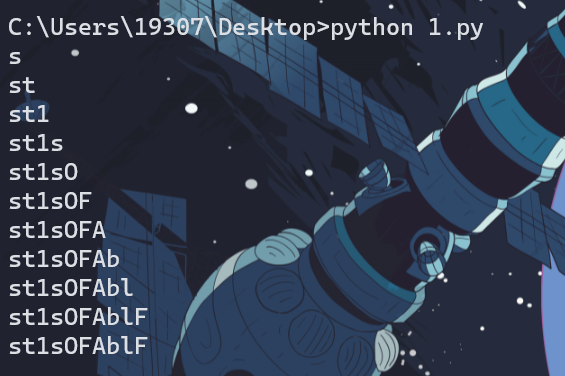 C:\Users\19307\Desktop>python 1.py
s
st
st1
st1s
st1sO
st1sOF
st1sOFA
st1sOFAb
st1sOFAbl
st1sOFAblF
st1sOFAblF